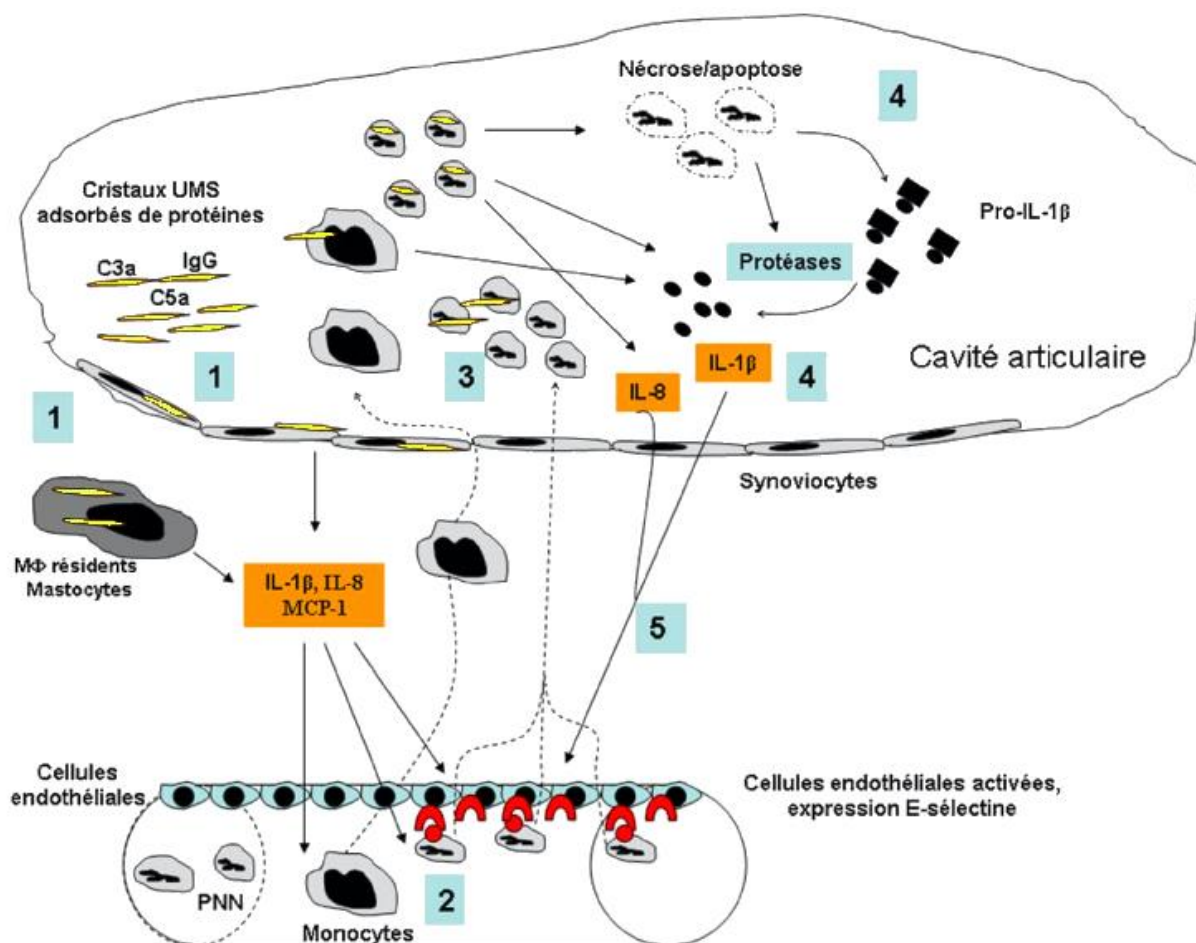 Nécrose/apoptose
4
Cristaux UMS
adsorbés de protéines
Pro-IL-1β
C3a
IgG
Protéases
C5a
1
3
Cavité articulaire
IL-1β
4
IL-8
1
Synoviocytes
MΦ résidents
Mastocytes
IL-1β, IL-8
MCP-1
5
Cellules
endothéliales
Cellules endothéliales activées,
expression E-sélectine
PNN
2
Monocytes